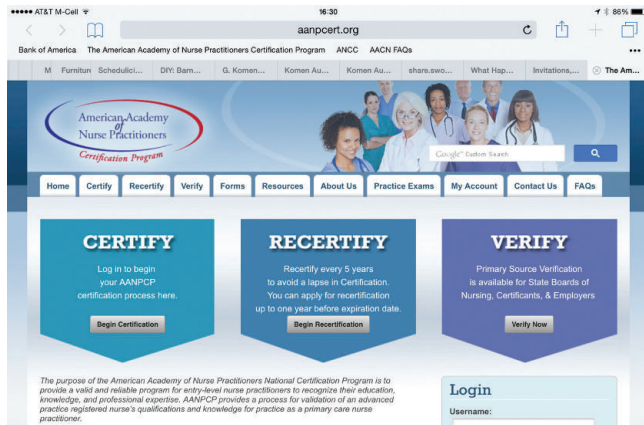 AT&T M-Cell 16:30 86%
aanpcert.org
Bank of America The American Academy of Nurse Practitioners Certification Program ANCC AACN FAQs
M Furniturn Schedulici... DIY: Barn... G. Komen... Komen Au... Komen Au... share.swo... What Hap... Invitations,... The Am...
American Academy
of
Nurse Practitioners
Certification Program
Google™ Custom Search
Home Certify Recertify Verify Forms Resources About Us Practice Exams My Account Contact Us FAQs
CERTIFY RECERTIFY VERIFY
Log in to begin
your AANPCP
certification process here.
Begin Certification
Recertify every 5 years
to avoid a lapse in Certification.
You can apply for recertification
up to one year before expiration date.
Begin Recertification
Primary Source Verification
is available for State Boards of
Nursing, Certificants, & Employers
Verify Now
The purpose of the American Academy of Nurse Practitioners National Certification Program is to
provide a valid and reliable program for entry-level nurse practitioners to recognize their education,
knowledge, and professional expertise. AANPCP provides a process for validation of an advanced
practice registered nurse's qualifications and knowledge for practice as a primary care nurse
practitioner.
Login
Username: